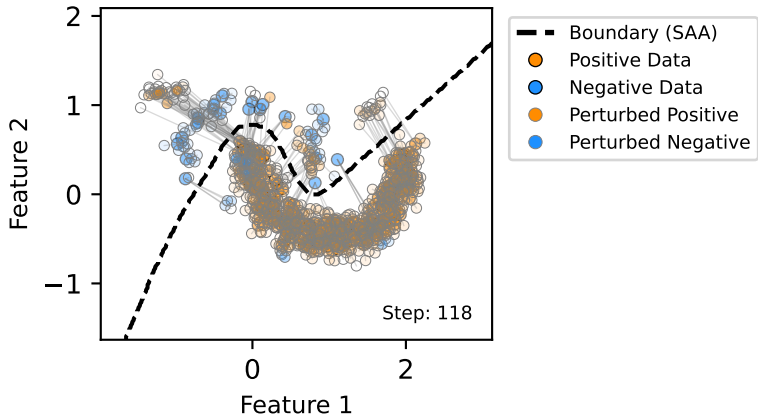 2
1
0
−1
Feature 2
0
2
Feature 1
Step: 118
Boundary (SAA)
Positive Data
Negative Data
Perturbed Positive
Perturbed Negative